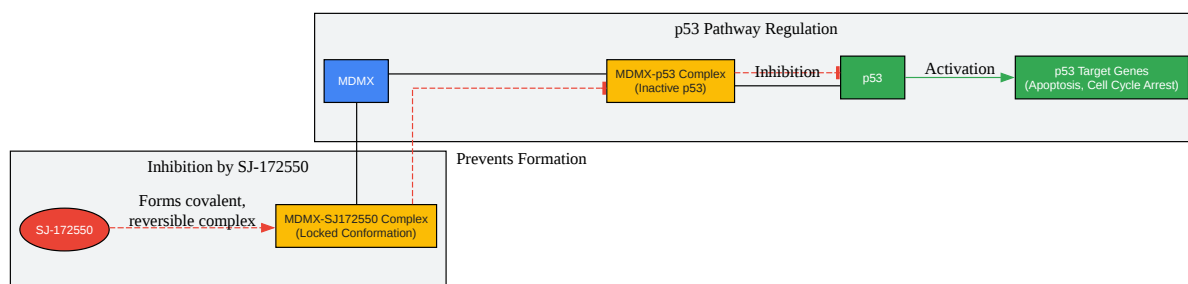 p53 Pathway Regulation
MDMX
MDMX-p53 Complex
(Inactive p53)
Inhibition
p53
Activation
p53 Target Genes
(Apoptosis, Cell Cycle Arrest)
Prevents Formation
Inhibition by SJ-172550
SJ-172550
Forms covalent,
reversible complex
MDMX-SJ172550 Complex
(Locked Conformation)